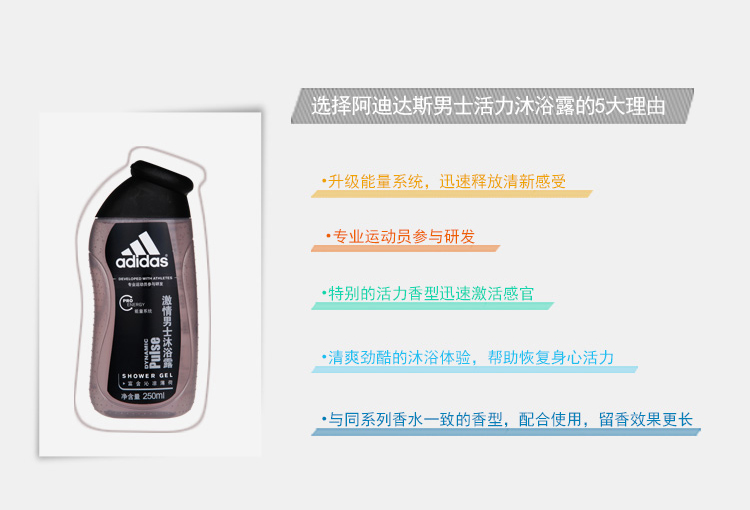 选择阿迪达斯男士活力沐浴露的5大理由
•升级能量系统，迅速释放清新感受
•专业运动员参与研发
•特别的活力香型迅速激活感官
•清爽劲酷的沐浴体验，帮助恢复身心活力
•与同系列香水一致的香型，配合使用，留香效果更长
adidas
DEVELOPED WITH ATHLETES
专业运动员参与研发
PRO
ENERGY
能量系统
激情男士沐浴露
DYNAMIC
Pulse
SHOWER GEL
净含量 250ml